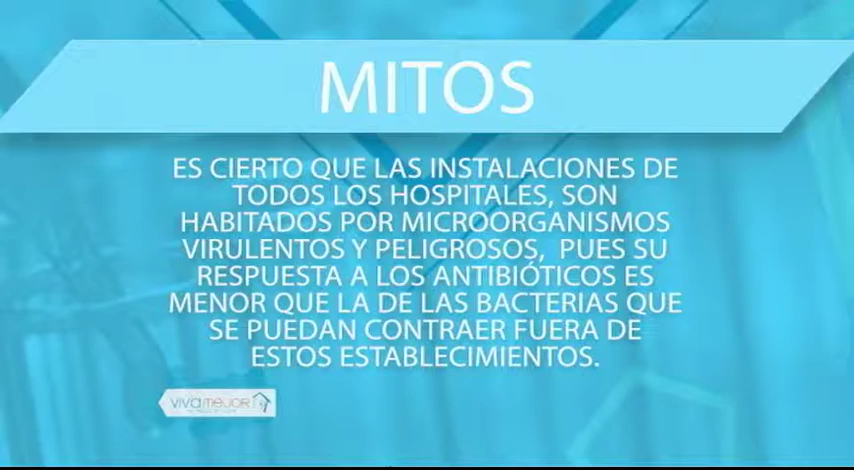 MITOS
ES CIERTO QUE LAS INSTALACIONES DE
TODOS LOS HOSPITALES, SON
HABITADOS POR MICROORGANISMOS
VIRULENTOS Y PELIGROSOS, PUES SU
RESPUESTA A LOS ANTIBIÓTICOS ES
MENOR QUE LA DE LAS BACTERIAS QUE
SE PUEDAN CONTRAER FUERA DE
ESTOS ESTABLECIMIENTOS.
vivamejor